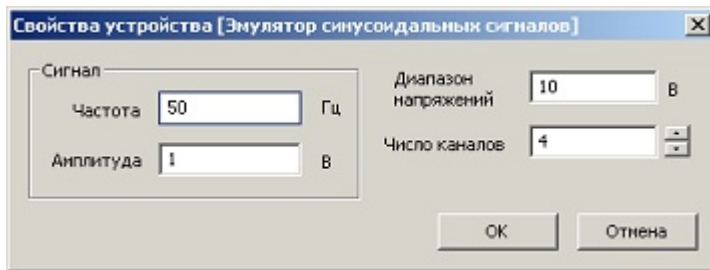 Свойства устройства [Эмулятор синусоидальных сигналов]
Сигнал
Частота 50 Гц
Амплитуда 1 В
Диапазон
напряжений 10 В
Число каналов 4
ОК Отмена